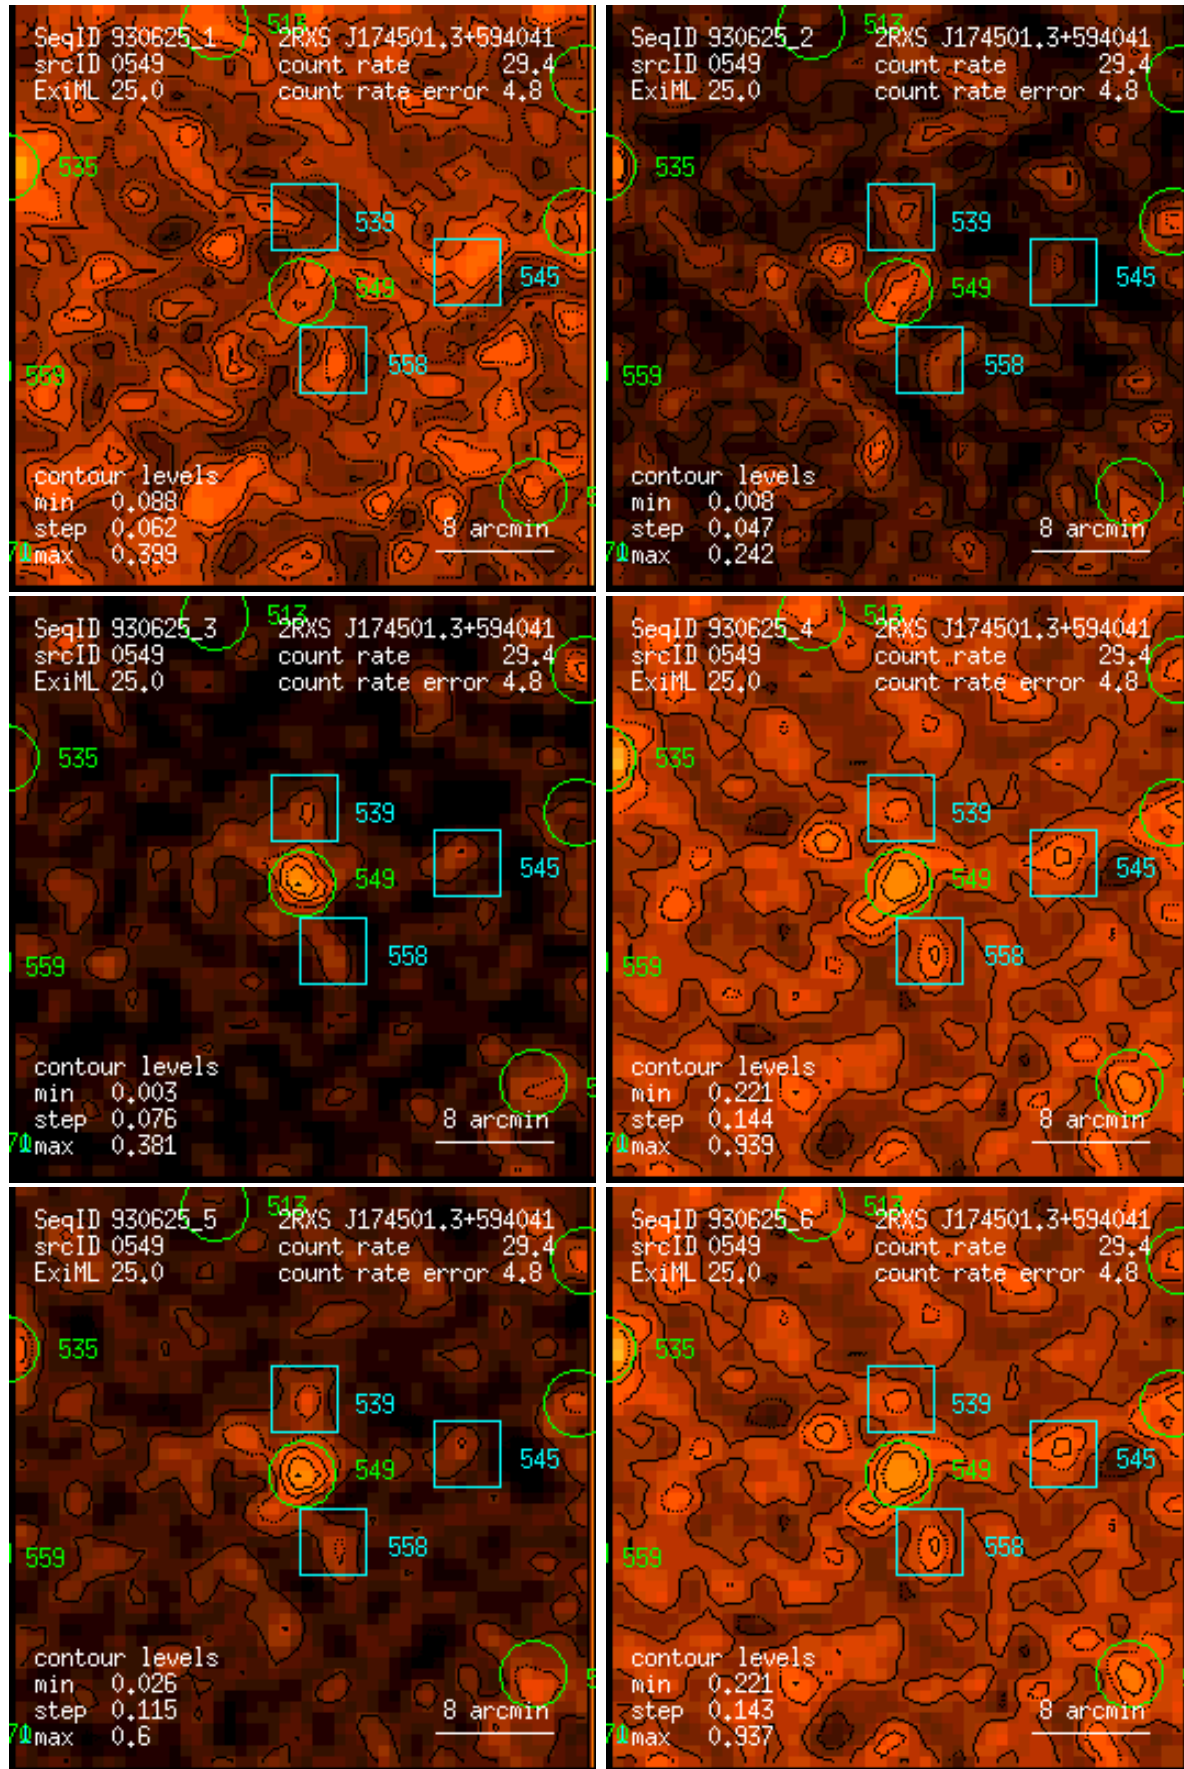 513
SeqID 930625_1 2RXS J174501.3+594041
srcID 0549 count rate 29.4
ExiML 25.0 count rate error 4.8
535
539
545
549
558
559
contour levels
min 0.088
step 0.062
max 0.399
8 arcmin
513
SeqID 930625_2 2RXS J174501.3+594041
srcID 0549 count rate 29.4
ExiML 25.0 count rate error 4.8
535
539
545
549
558
559
contour levels
min 0.008
step 0.047
max 0.242
8 arcmin
513
SeqID 930625_3 2RXS J174501.3+594041
srcID 0549 count rate 29.4
ExiML 25.0 count rate error 4.8
535
539
545
549
558
559
contour levels
min 0.003
step 0.076
max 0.381
8 arcmin
513
SeqID 930625_4 2RXS J174501.3+594041
srcID 0549 count rate 29.4
ExiML 25.0 count rate error 4.8
535
539
545
549
558
559
contour levels
min 0.221
step 0.144
max 0.939
8 arcmin
513
SeqID 930625_5 2RXS J174501.3+594041
srcID 0549 count rate 29.4
ExiML 25.0 count rate error 4.8
535
539
545
549
558
559
contour levels
min 0.026
step 0.115
max 0.6
8 arcmin
513
SeqID 930625_6 2RXS J174501.3+594041
srcID 0549 count rate 29.4
ExiML 25.0 count rate error 4.8
535
539
545
549
558
559
contour levels
min 0.221
step 0.143
max 0.937
8 arcmin